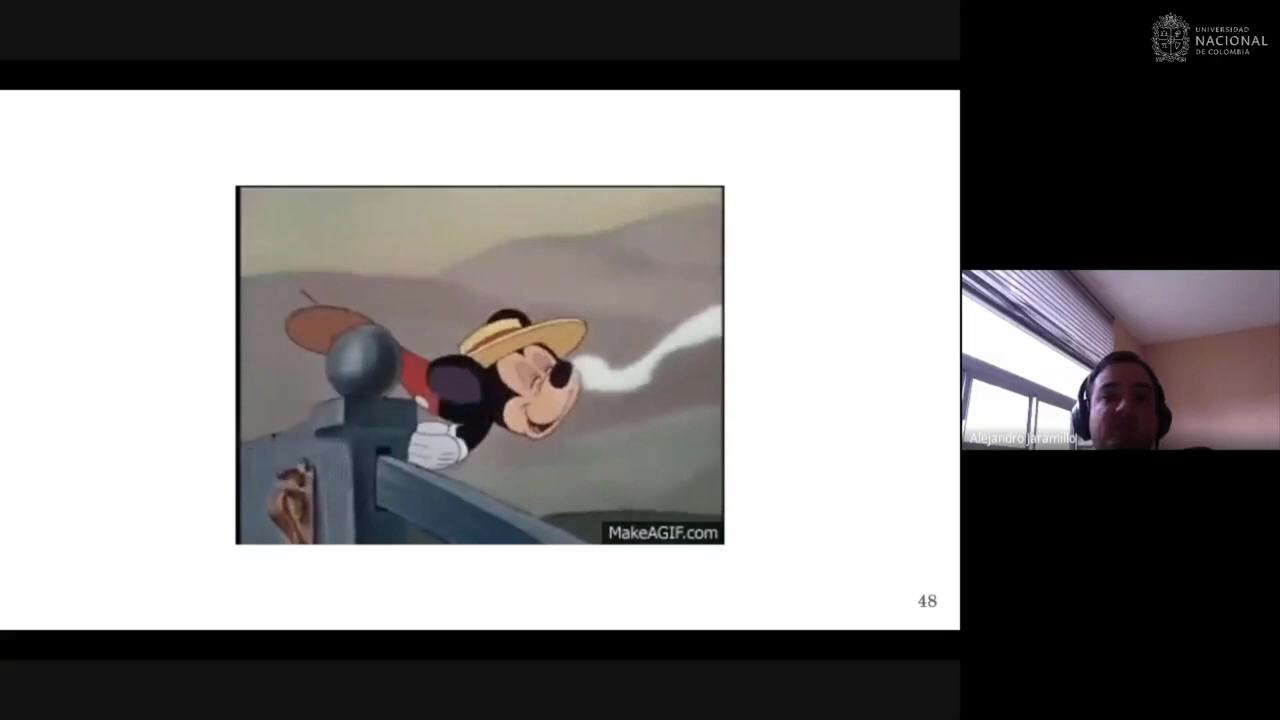 UNIVERSIDAD
NACIONAL
DE COLOMBIA
Alejandro Jaramillo
MakeAGIF.com
48